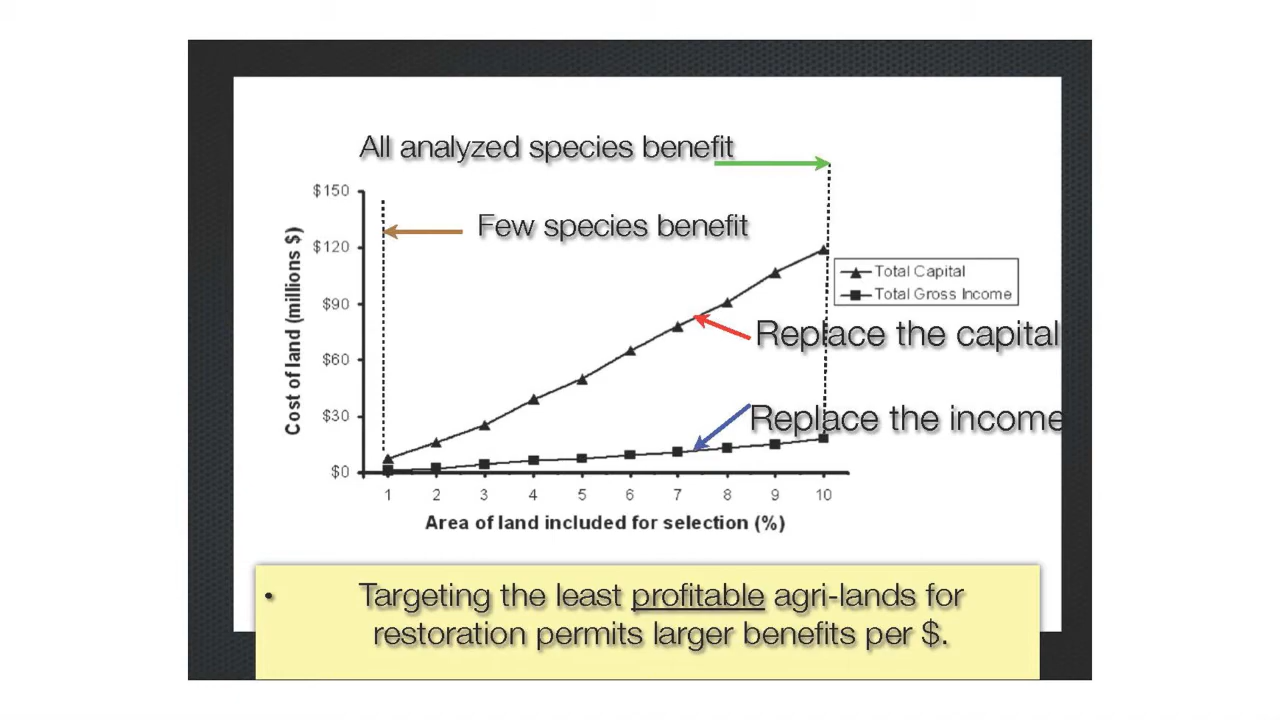 All analyzed species benefit
Few species benefit
$150
$120
$90
$60
$30
$0
Cost of land (millions $)
Total Capital
Total Gross Income
Replace the capital
Replace the income
1 2 3 4 5 6 7 8 9 10
Area of land included for selection (%)
• Targeting the least profitable agri-lands for
restoration permits larger benefits per $.